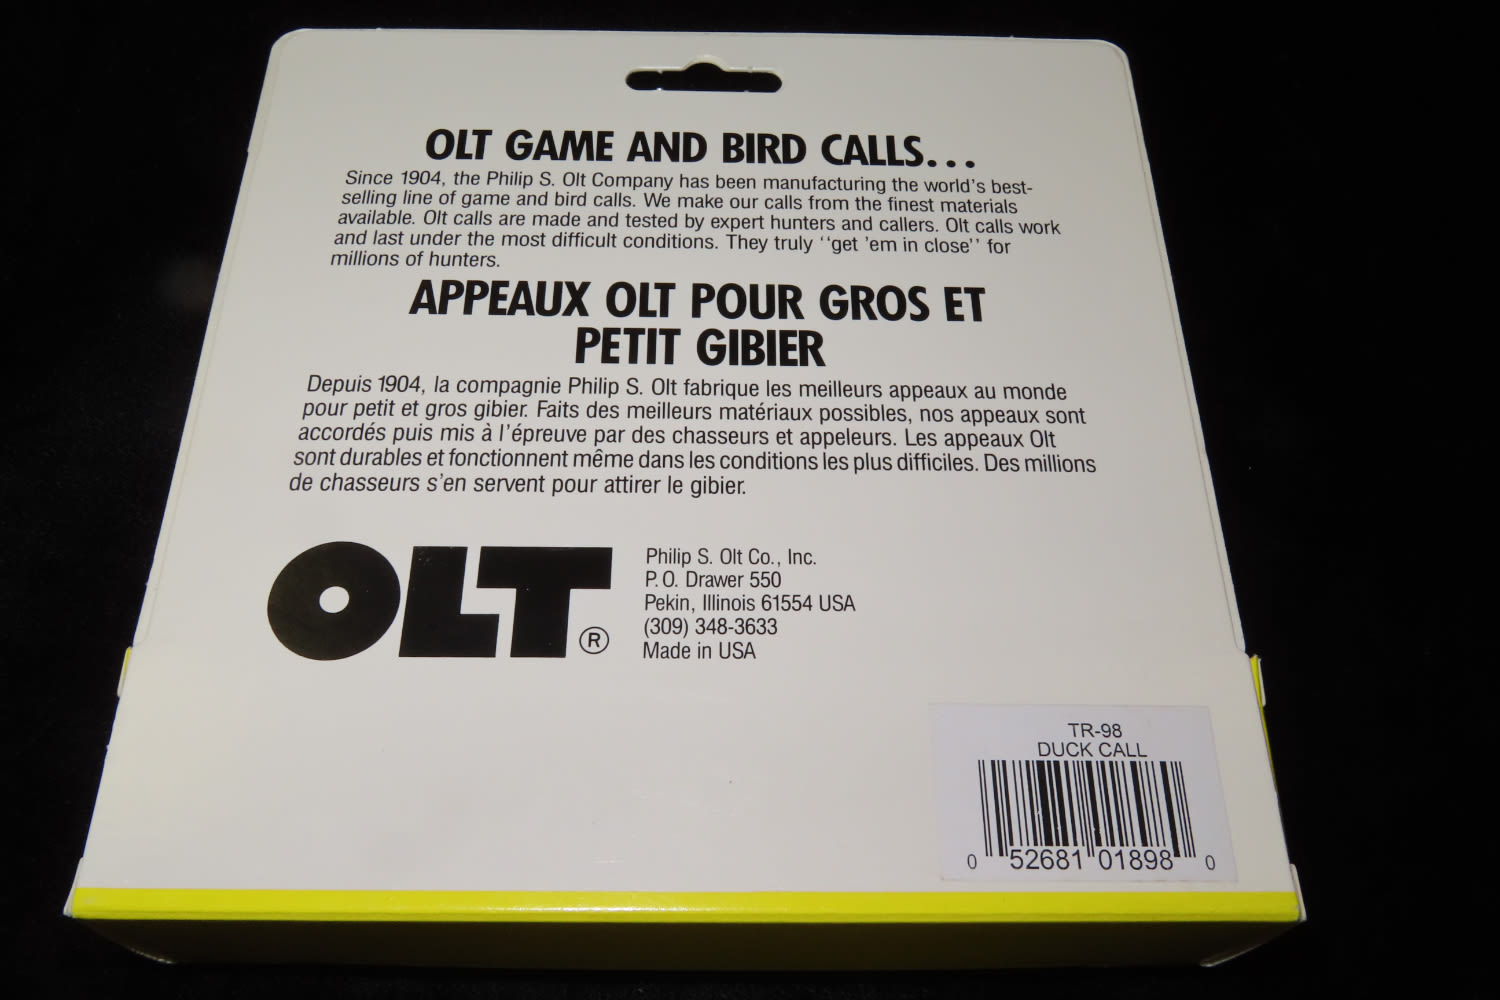 OLT GAME AND BIRD CALLS...
Since 1904, the Philip S. Olt Company has been manufacturing the world's best-
selling line of game and bird calls. We make our calls from the finest materials
available. Olt calls are made and tested by expert hunters and callers. Olt calls work
and last under the most difficult conditions. They truly ''get 'em in close'' for
millions of hunters.
APPEAUX OLT POUR GROS ET
PETIT GIBIER
Depuis 1904, la compagnie Philip S. Olt fabrique les meilleurs appeaux au monde
pour petit et gros gibier. Faits des meilleurs matériaux possibles, nos appeaux sont
accordés puis mis à l'épreuve par des chasseurs et appeleurs. Les appeaux Olt
sont durables et fonctionnent même dans les conditions les plus difficiles. Des millions
de chasseurs s'en servent pour attirer le gibier.
OLT®
Philip S. Olt Co., Inc.
P.O. Drawer 550
Pekin, Illinois 61554 USA
(309) 348-3633
Made in USA
TR-98
DUCK CALL
0 52681 01898 0